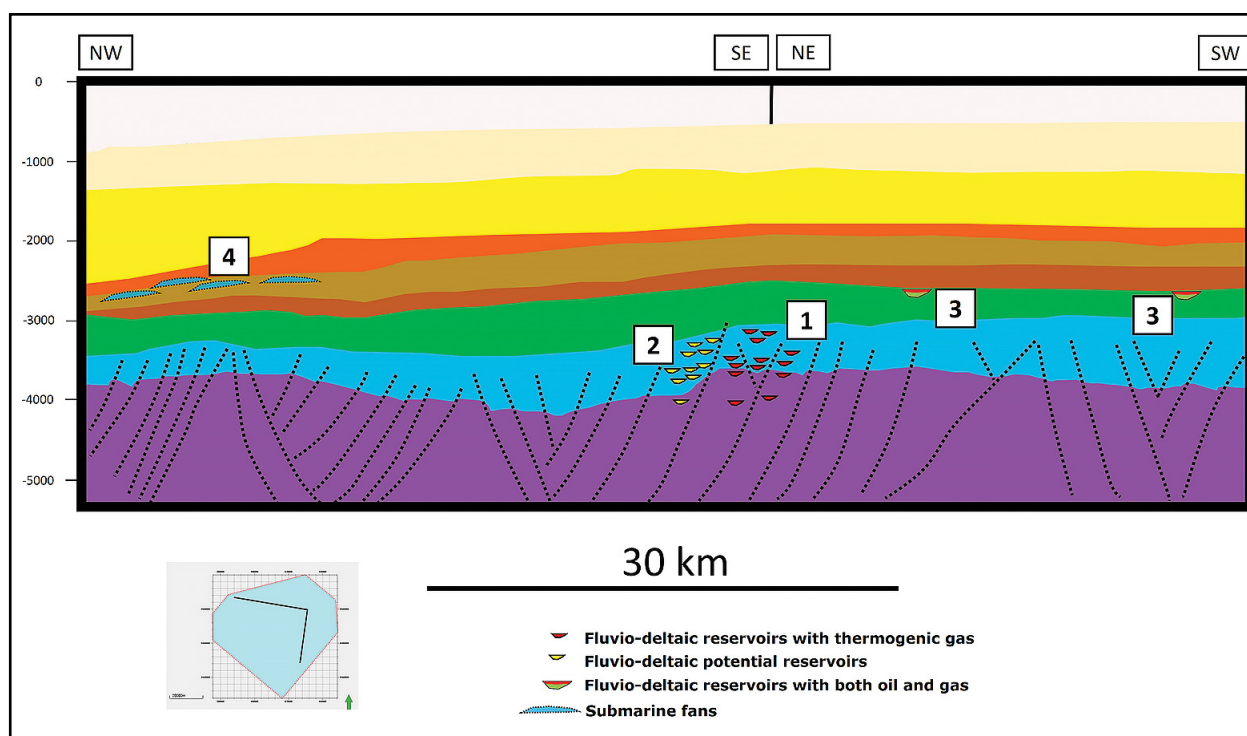 NW
SE
NE
SW
0
-1000
-2000
-3000
-4000
-5000
4
1
2
3
3
30 km
Fluvio-deltaic reservoirs with thermogenic gas
Fluvio-deltaic potential reservoirs
Fluvio-deltaic reservoirs with both oil and gas
Submarine fans